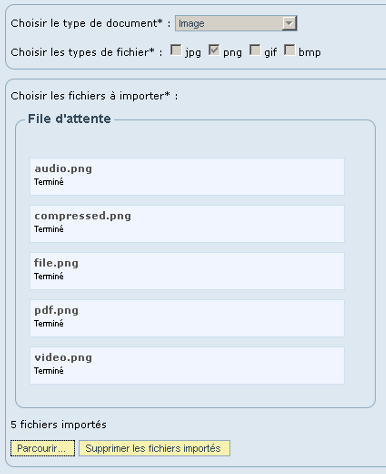 Choisir le type de document* : Image
Choisir les types de fichier* : jpg png gif bmp
Choisir les fichiers à importer* :
File d'attente
audio.png
Terminé
compressed.png
Terminé
file.png
Terminé
pdf.png
Terminé
video.png
Terminé
5 fichiers importés
Parcourir... Supprimer les fichiers importés